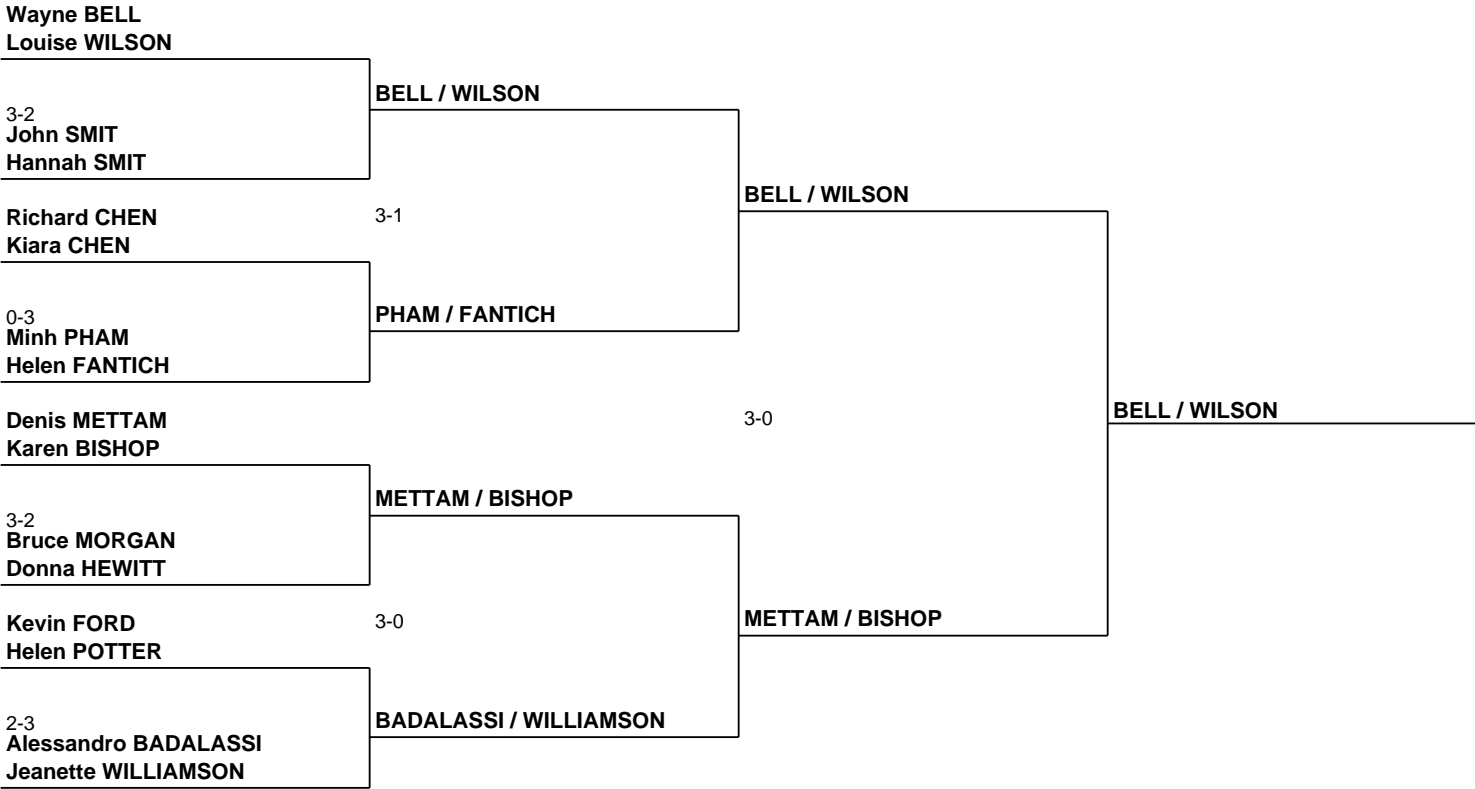 Wayne BELL
Louise WILSON
BELL / WILSON
3-2
John SMIT
Hannah SMIT
BELL / WILSON
Richard CHEN
3-1
Kiara CHEN
PHAM / FANTICH
0-3
Minh PHAM
Helen FANTICH
BELL / WILSON
Denis METTAM
3-0
Karen BISHOP
METTAM / BISHOP
3-2
Bruce MORGAN
Donna HEWITT
METTAM / BISHOP
Kevin FORD
3-0
Helen POTTER
BADALASSI / WILLIAMSON
2-3
Alessandro BADALASSI
Jeanette WILLIAMSON